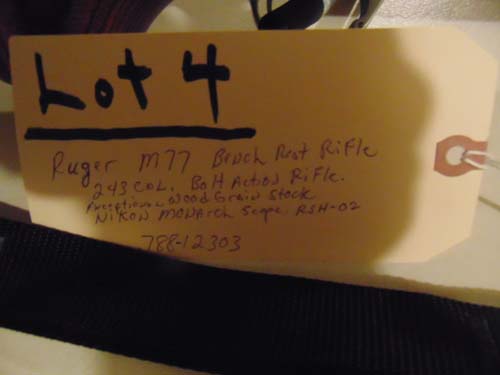 Lot 4
Ruger M77 Bench Rest Rifle
243 CAL. Bolt Action Rifle.
Exceptional Wood Grain Stock
Nikon Monarch Scope. RSH-02
788-12303